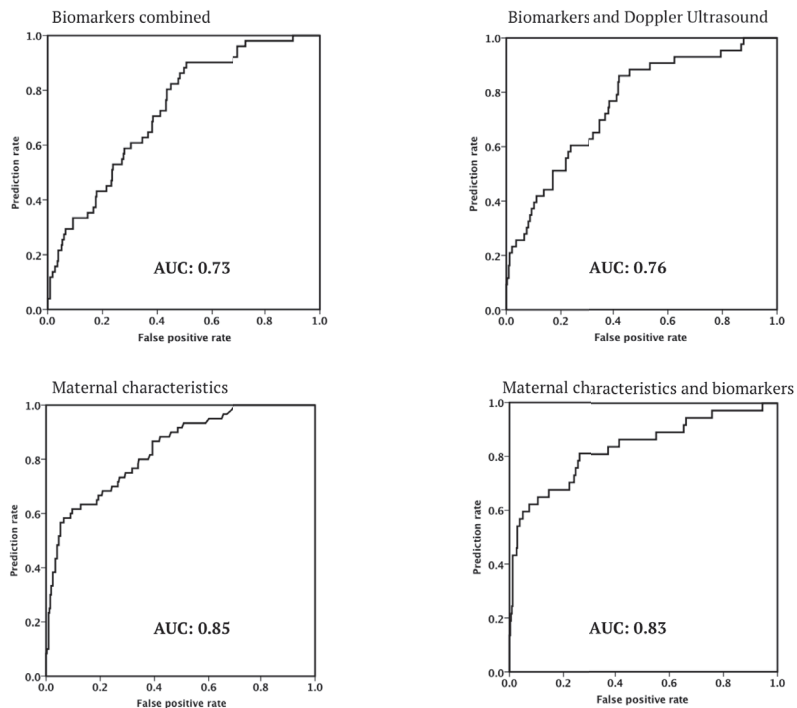 Biomarkers combined
1.0
0.8
0.6
0.4
0.2
0.0
Prediction rate
AUC: 0.73
0.0 0.2 0.4 0.6 0.8 1.0
False positive rate
Biomarkers and Doppler Ultrasound
1.0
0.8
0.6
0.4
0.2
0.0
Prediction rate
AUC: 0.76
0.0 0.2 0.4 0.6 0.8 1.0
False positive rate
Maternal characteristics
1.0
0.8
0.6
0.4
0.2
0.0
Prediction rate
AUC: 0.85
0.0 0.2 0.4 0.6 0.8 1.0
False positive rate
Maternal characteristics and biomarkers
1.0
0.8
0.6
0.4
0.2
0.0
Prediction rate
AUC: 0.83
0.0 0.2 0.4 0.6 0.8 1.0
False positive rate